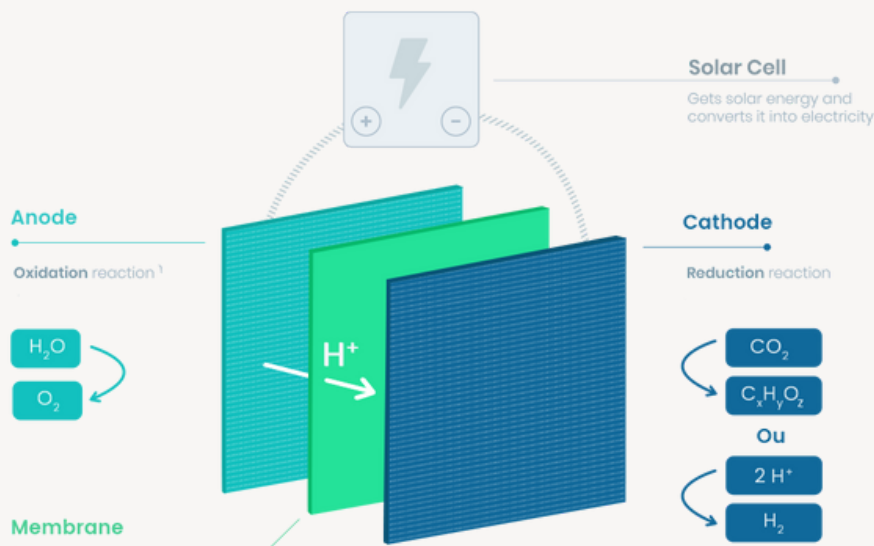 +
−
Solar Cell
Gets solar energy and
converts it into electricity
Anode
Oxidation reaction ¹
H₂O
O₂
H⁺
Cathode
Reduction reaction
CO₂
CₓHᵧO_z
Ou
2 H⁺
H₂
Membrane